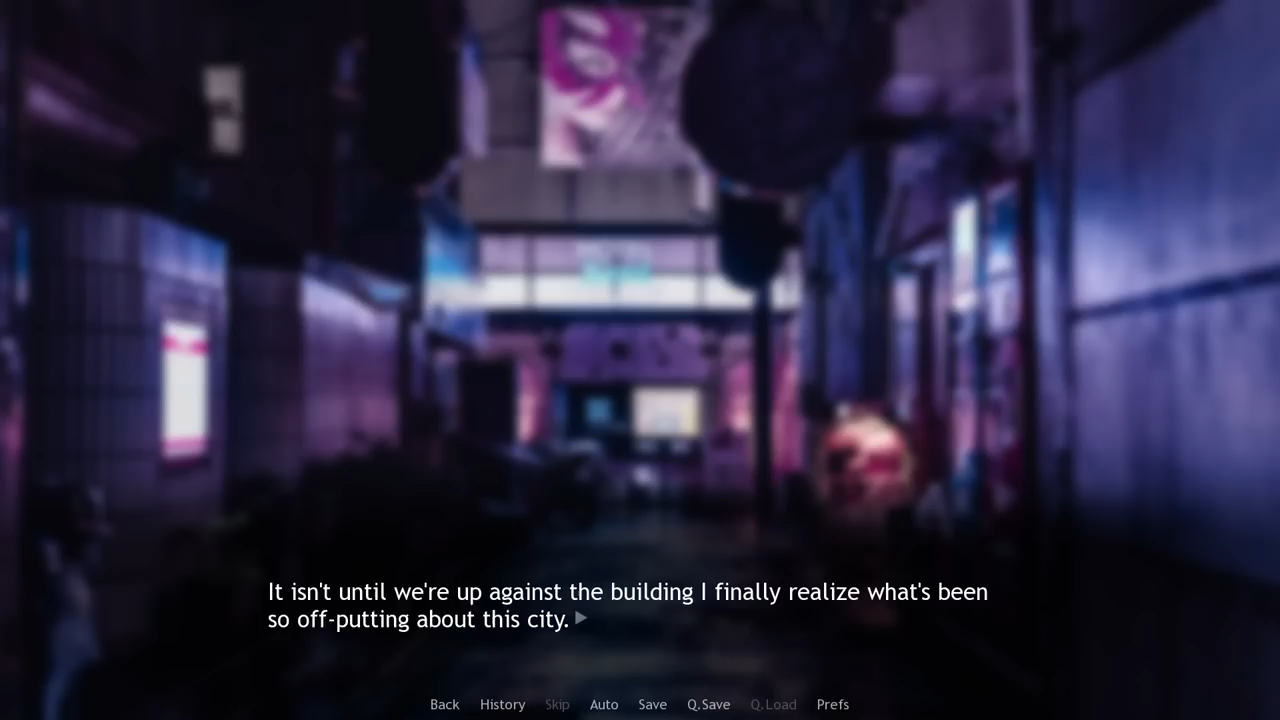 It isn't until we're up against the building I finally realize what's been
so off-putting about this city.
Back History Skip Auto Save Q.Save Q.Load Prefs